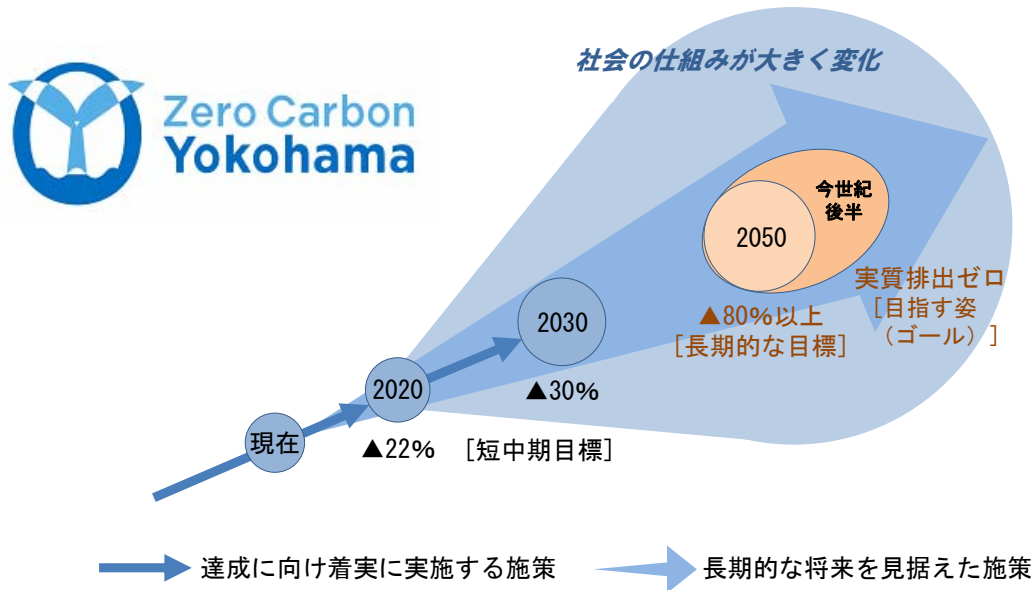 社会の仕組みが大きく変化
Zero Carbon
Yokohama
今世紀
後半
2050
実質排出ゼロ
[目指す姿
（ゴール）]
2030
▲80%以上
[長期的な目標]
2020
▲30%
現在
▲22% [短中期目標]
達成に向け着実に実施する施策
長期的な将来を見据えた施策